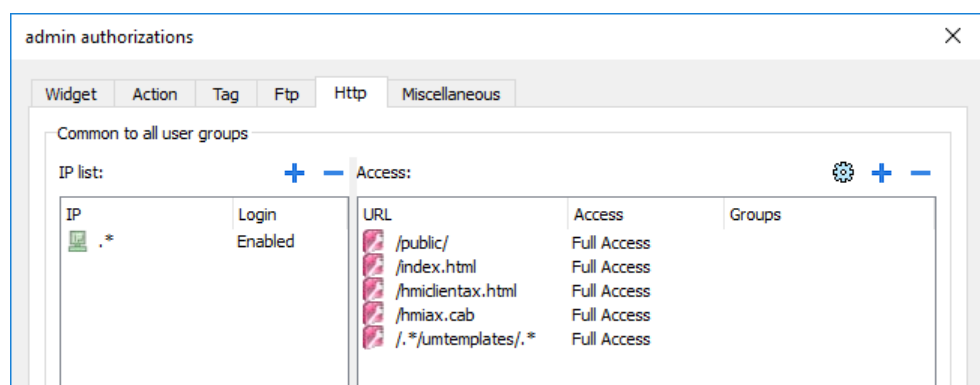 admin authorizations
Widget Action Tag Ftp Http Miscellaneous
Common to all user groups
IP list: Access:
IP Login URL Access Groups
.* Enabled /public/ Full Access
/index.html Full Access
/hmiclientax.html Full Access
/hmiax.cab Full Access
/.*/umtemplates/.* Full Access